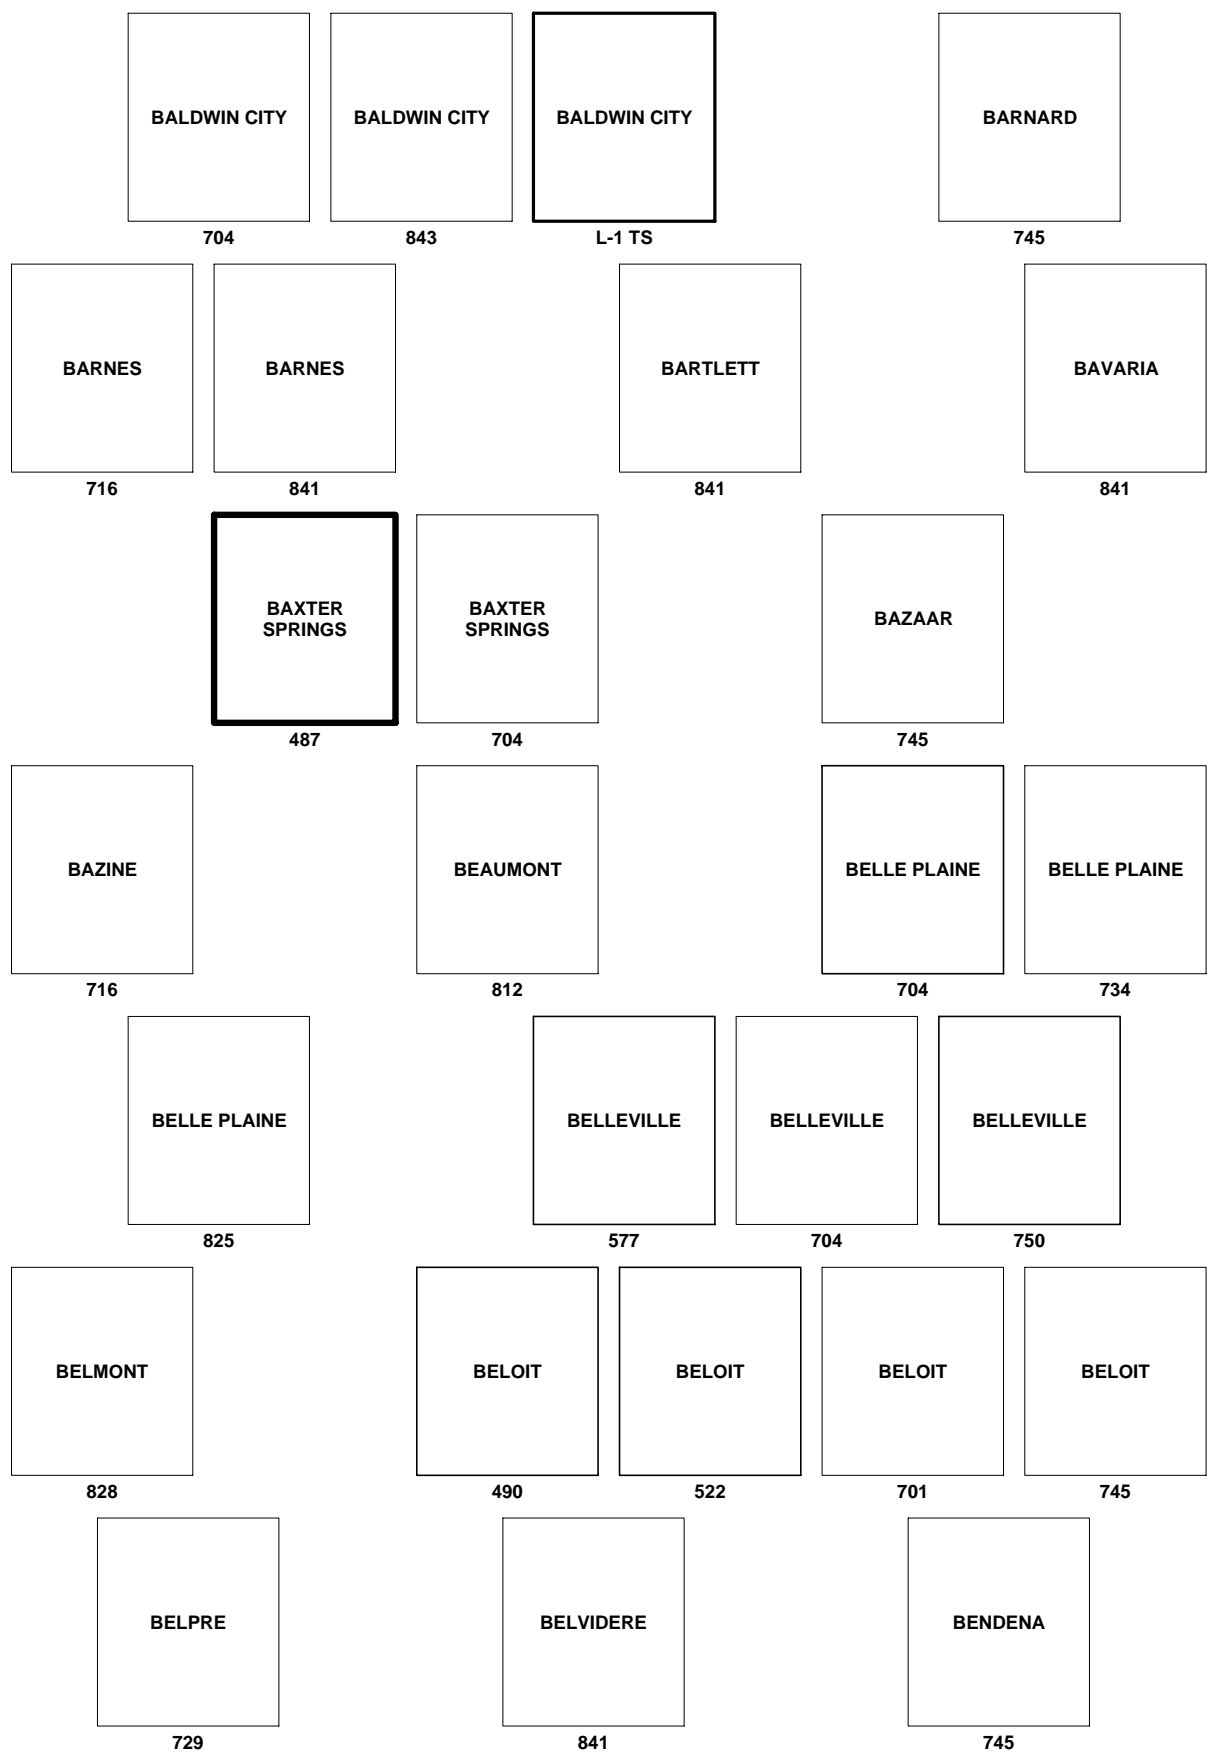 BALDWIN CITY BALDWIN CITY BALDWIN CITY BARNARD
704 843 L-1 TS 745
BARNES BARNES BARTLETT BAVARIA
716 841 841 841
BAXTER SPRINGS BAXTER SPRINGS BAZAAR
487 704 745
BAZINE BEAUMONT BELLE PLAINE BELLE PLAINE
716 812 704 734
BELLE PLAINE BELLEVILLE BELLEVILLE BELLEVILLE
825 577 704 750
BELMONT BELOIT BELOIT BELOIT BELOIT
828 490 522 701 745
BELPRE BELVIDERE BENDENA
729 841 745